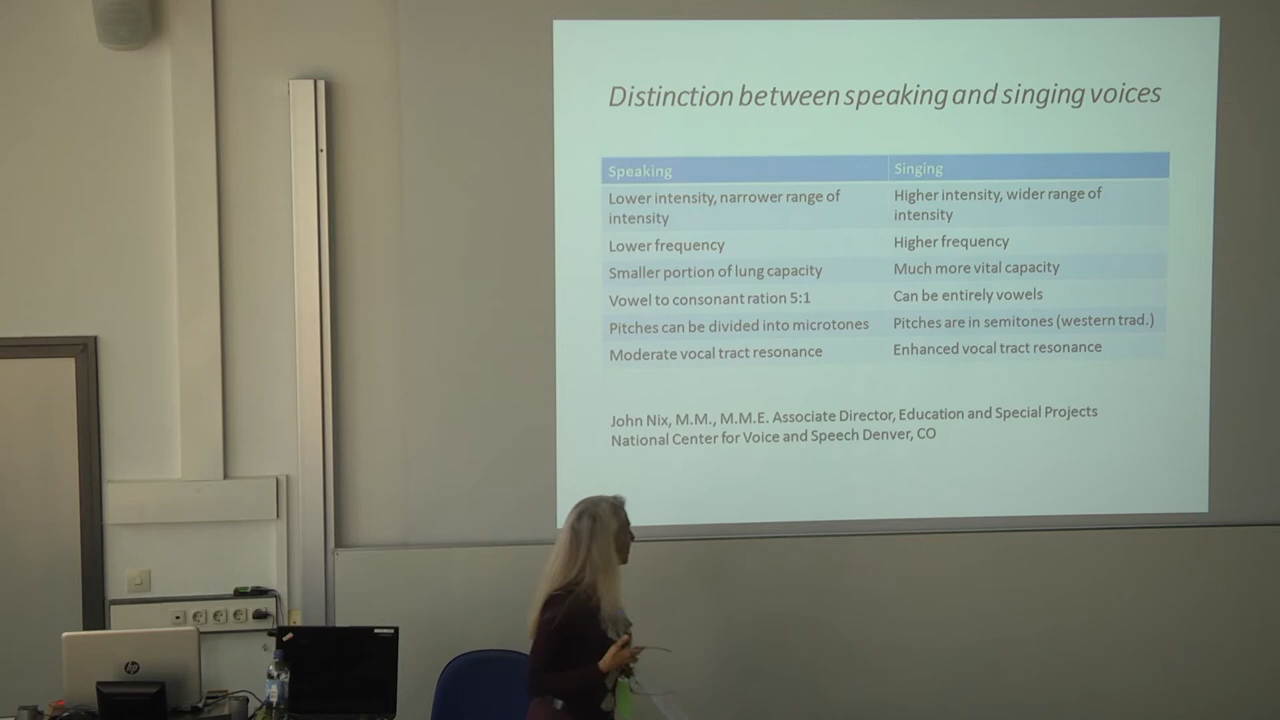 Distinction between speaking and singing voices
Speaking
Singing
Lower intensity, narrower range of
intensity
Higher intensity, wider range of
intensity
Lower frequency
Higher frequency
Smaller portion of lung capacity
Much more vital capacity
Vowel to consonant ration 5:1
Can be entirely vowels
Pitches can be divided into microtones
Pitches are in semitones (western trad.)
Moderate vocal tract resonance
Enhanced vocal tract resonance
John Nix, M.M., M.M.E. Associate Director, Education and Special Projects
National Center for Voice and Speech Denver, CO
hp